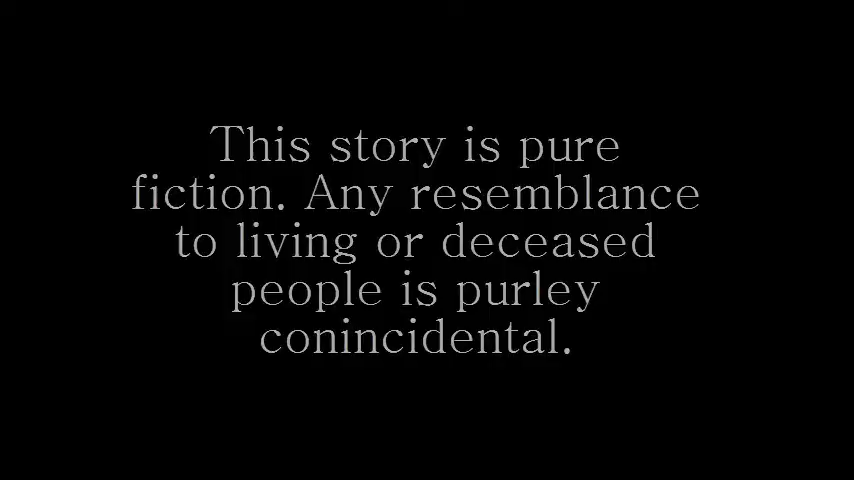 This story is pure
fiction. Any resemblance
to living or deceased
people is purley
conincidental.